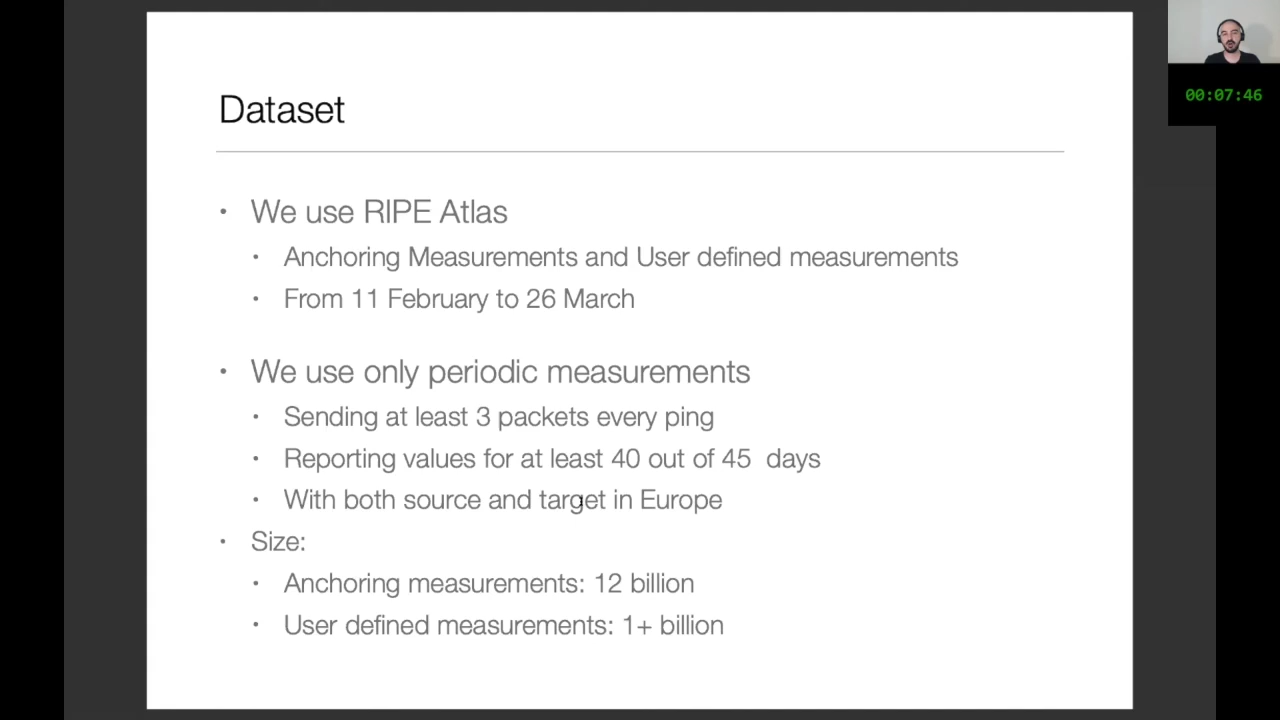 Dataset
• We use RIPE Atlas
• Anchoring Measurements and User defined measurements
• From 11 February to 26 March
• We use only periodic measurements
• Sending at least 3 packets every ping
• Reporting values for at least 40 out of 45 days
• With both source and target in Europe
• Size:
• Anchoring measurements: 12 billion
• User defined measurements: 1+ billion
00:07:46